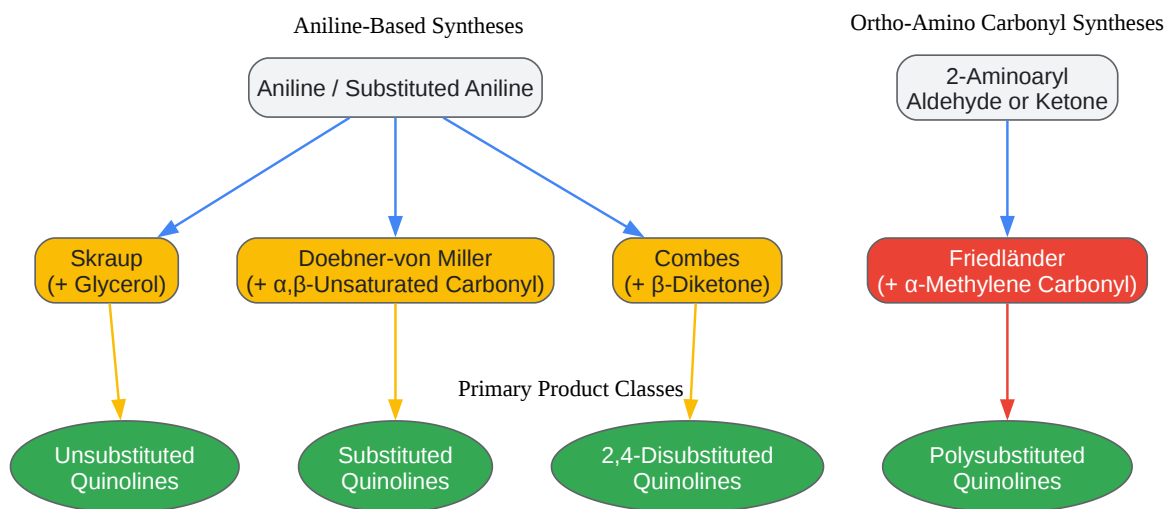 Aniline-Based Syntheses
Ortho-Amino Carbonyl Syntheses
Aniline / Substituted Aniline
2-Aminoaryl
Aldehyde or Ketone
Skraup
(+ Glycerol)
Doebner-von Miller
(+ α,β-Unsaturated Carbonyl)
Combes
(+ β-Diketone)
Friedländer
(+ α-Methylene Carbonyl)
Primary Product Classes
Unsubstituted
Quinolines
Substituted
Quinolines
2,4-Disubstituted
Quinolines
Polysubstituted
Quinolines